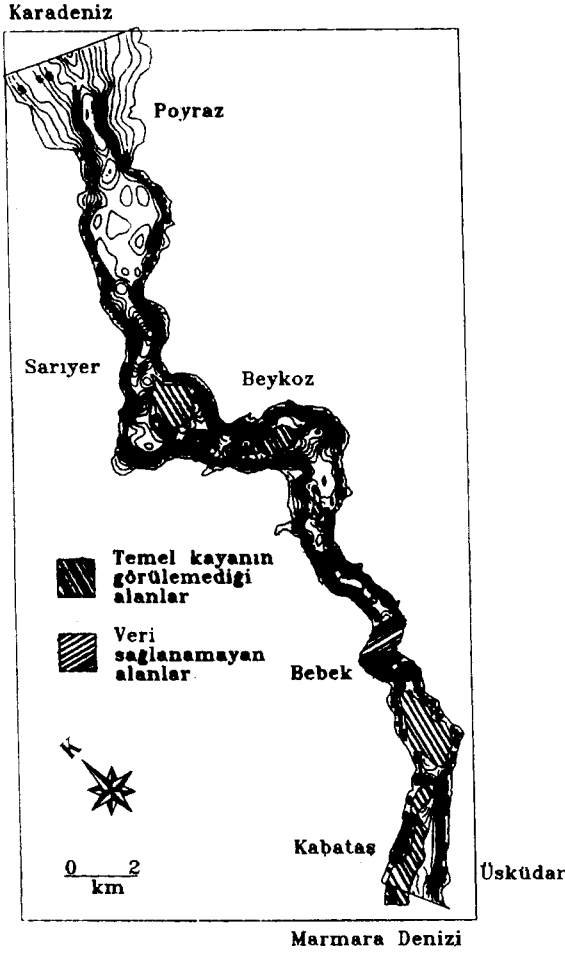 Karadeniz
Poyraz
Sarıyer
Beykoz
Temel kayanın
görülemediği
alanlar
Veri
sağlanamayan
alanlar
Bebek
K
Kabataş
0 2
km
Üsküdar
Marmara Denizi